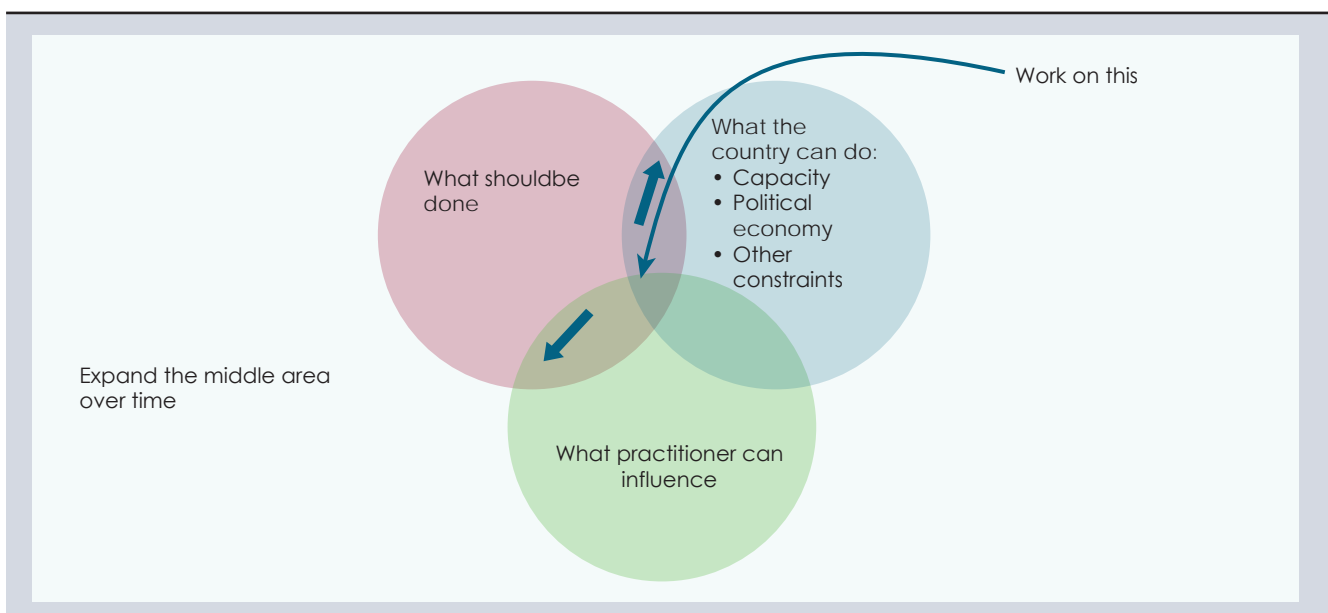 Work on this
What shouldbe
done
What the
country can do:
• Capacity
• Political
economy
• Other
constraints
Expand the middle area
over time
What practitioner can
influence